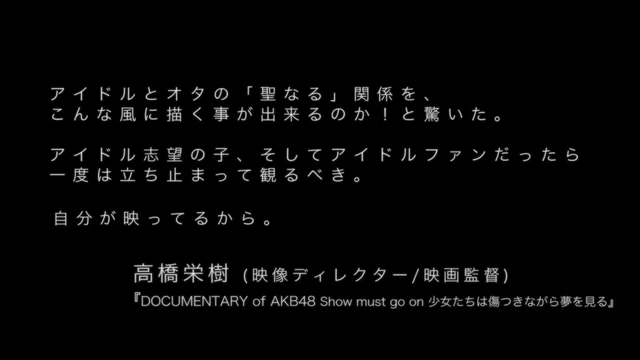 アイドルとオタの「聖なる」関係を、
こんな風に描く事が出来るのか！と驚いた。
アイドル志望の子、そしてアイドルファンだったら
一度は立ち止まって観るべき。
自分が映ってるから。
高橋栄樹 (映像ディレクター/映画監督)
『DOCUMENTARY of AKB48 Show must go on 少女たちは傷つきながら夢を見る』